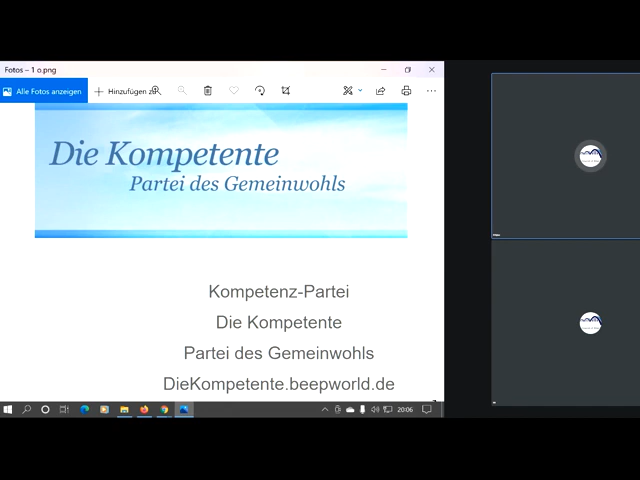 Fotos – 1 o.png
Alle Fotos anzeigen
Hinzufügen zu
Die Kompetente
Partei des Gemeinwohls
Kompetenz-Partei
Die Kompetente
Partei des Gemeinwohls
DieKompetente.beepworld.de
20:06